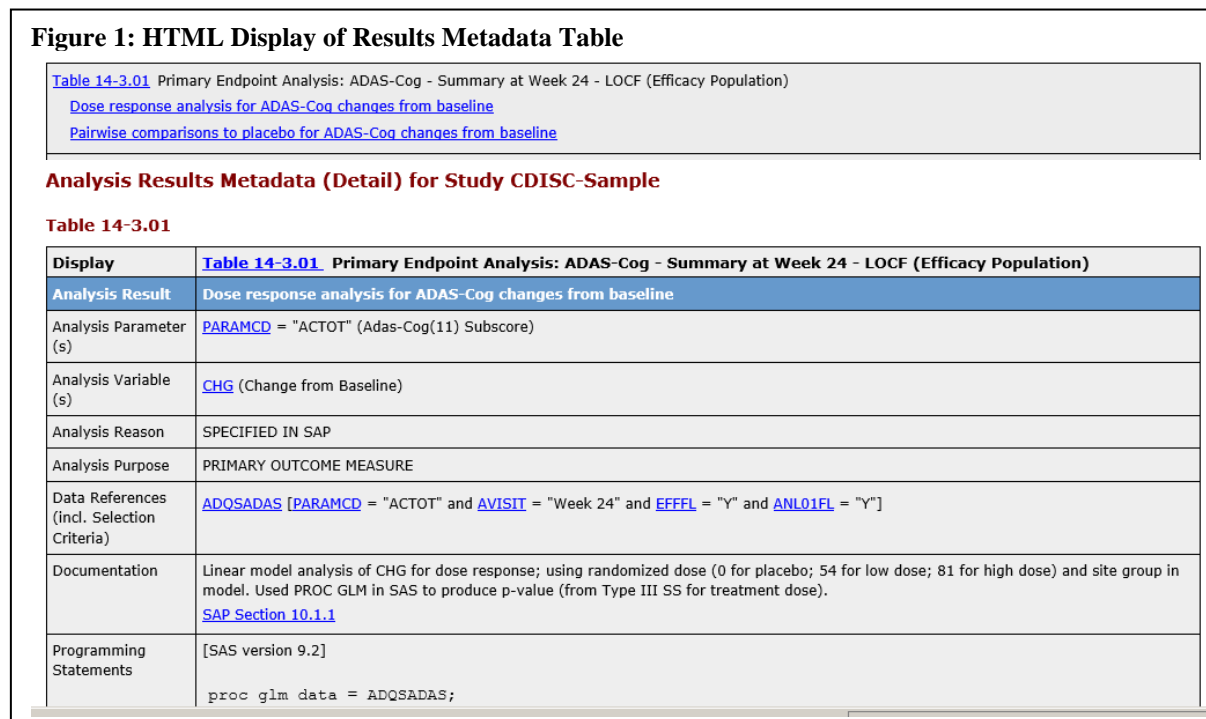 Figure 1: HTML Display of Results Metadata Table
Table 14-3.01 Primary Endpoint Analysis: ADAS-Cog - Summary at Week 24 - LOCF (Efficacy Population)
Dose response analysis for ADAS-Cog changes from baseline
Pairwise comparisons to placebo for ADAS-Cog changes from baseline
Analysis Results Metadata (Detail) for Study CDISC-Sample
Table 14-3.01
Display Table 14-3.01 Primary Endpoint Analysis: ADAS-Cog - Summary at Week 24 - LOCF (Efficacy Population)
Analysis Result Dose response analysis for ADAS-Cog changes from baseline
Analysis Parameter
(s)
PARAMCD = "ACTOT" (Adas-Cog(11) Subscore)
Analysis Variable
(s)
CHG (Change from Baseline)
Analysis Reason SPECIFIED IN SAP
Analysis Purpose PRIMARY OUTCOME MEASURE
Data References
(incl. Selection
Criteria)
ADQSADAS [PARAMCD = "ACTOT" and AVISIT = "Week 24" and EFFFL = "Y" and ANL01FL = "Y"]
Documentation
Linear model analysis of CHG for dose response; using randomized dose (0 for placebo; 54 for low dose; 81 for high dose) and site group in
model. Used PROC GLM in SAS to produce p-value (from Type III SS for treatment dose).
SAP Section 10.1.1
Programming
Statements
[SAS version 9.2]
proc glm data = ADQSADAS;